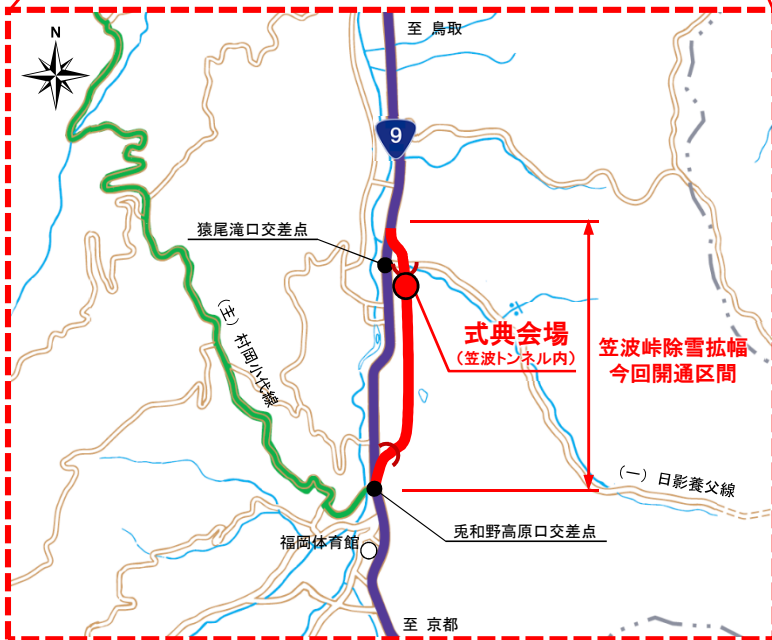 至 鳥取
N
9
猿尾滝口交差点
(主) 村岡小代線
式典会場
(笠波トンネル内)
笠波峠除雪拡幅
今回開通区間
(一) 日影養父線
兎和野高原口交差点
福岡体育館
至 京都